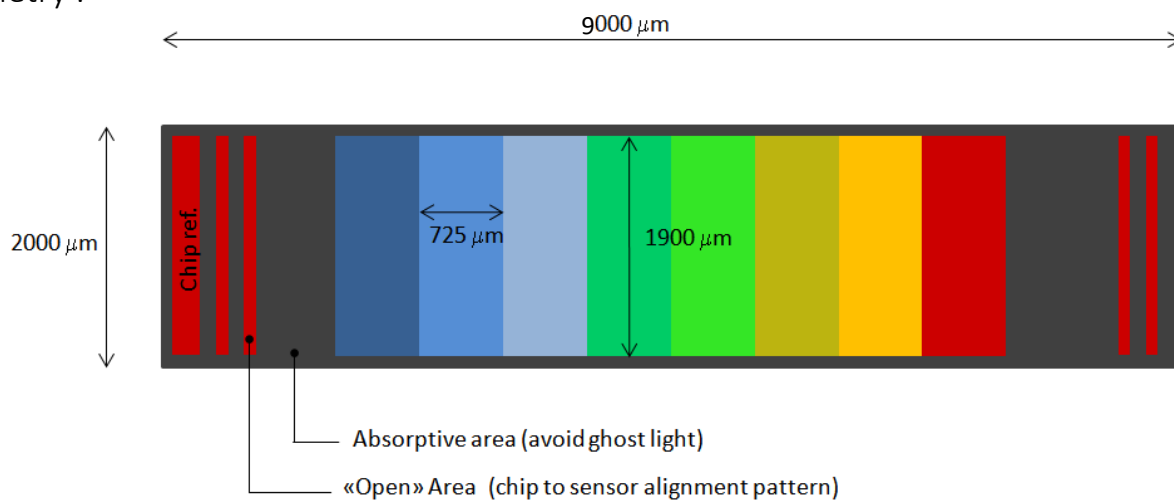 9000 µm
2000 µm
Chip ref.
725 µm
1900 µm
Absorptive area (avoid ghost light)
«Open» Area (chip to sensor alignment pattern)